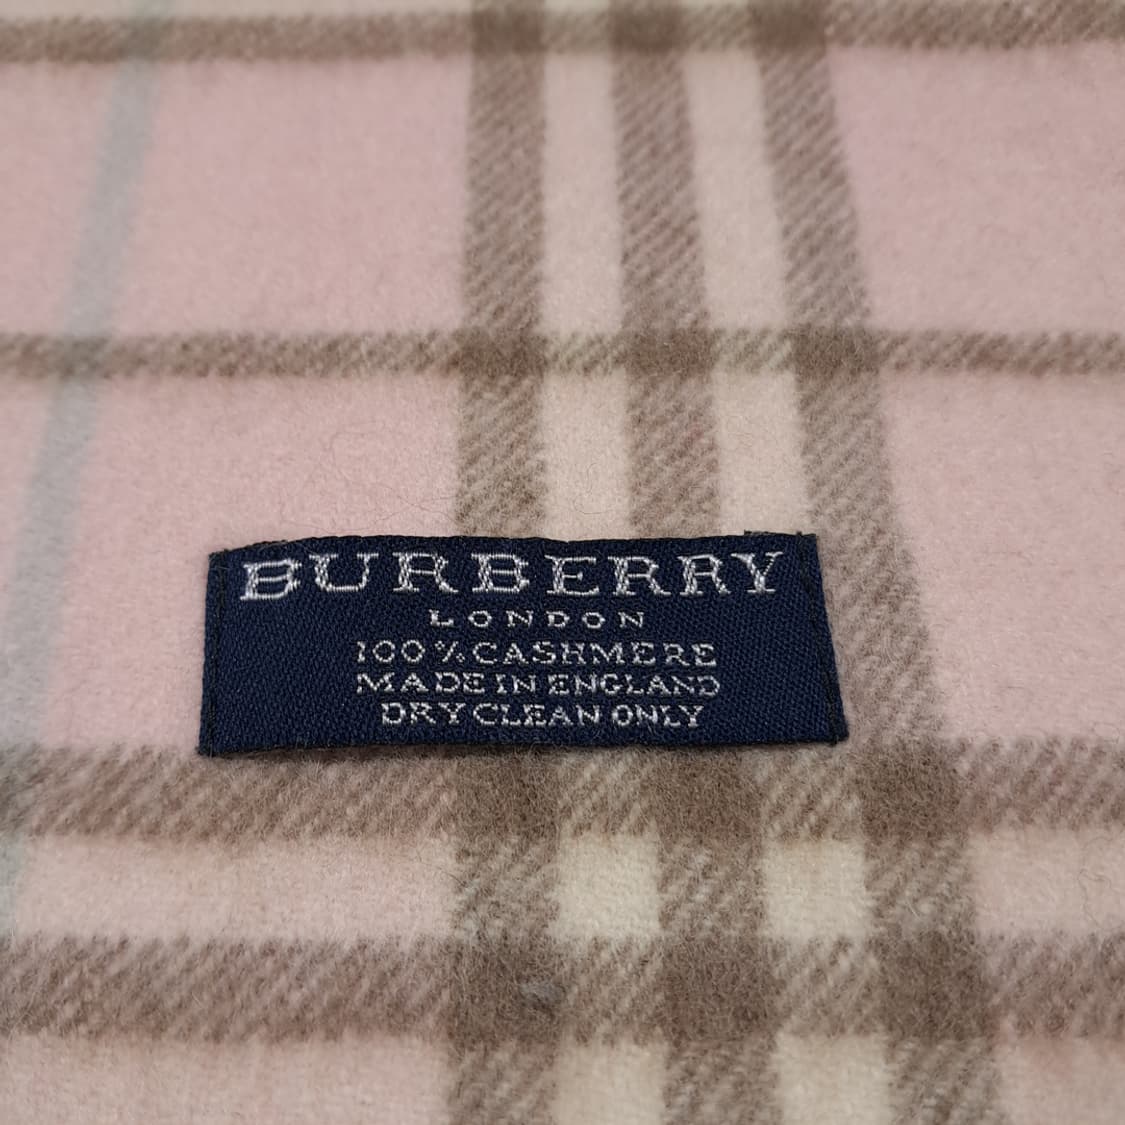 BURBERRY
LONDON
100% CASHMERE
MADE IN ENGLAND
DRY CLEAN ONLY